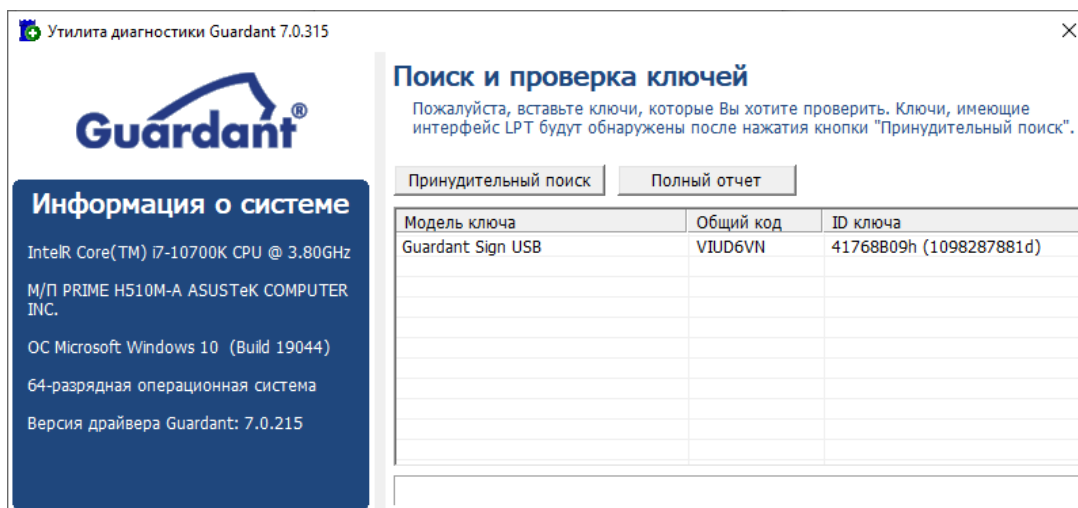 Утилита диагностики Guardant 7.0.315
Guardant®
Информация о системе
IntelR Core(TM) i7-10700K CPU @ 3.80GHz
М/П PRIME H510M-A ASUSTeK COMPUTER
INC.
ОС Microsoft Windows 10 (Build 19044)
64-разрядная операционная система
Версия драйвера Guardant: 7.0.215
Поиск и проверка ключей
Пожалуйста, вставьте ключи, которые Вы хотите проверить. Ключи, имеющие
интерфейс LPT будут обнаружены после нажатия кнопки "Принудительный поиск".
Принудительный поиск Полный отчет
Модель ключа Общий код ID ключа
Guardant Sign USB VIUD6VN 41768B09h (1098287881d)